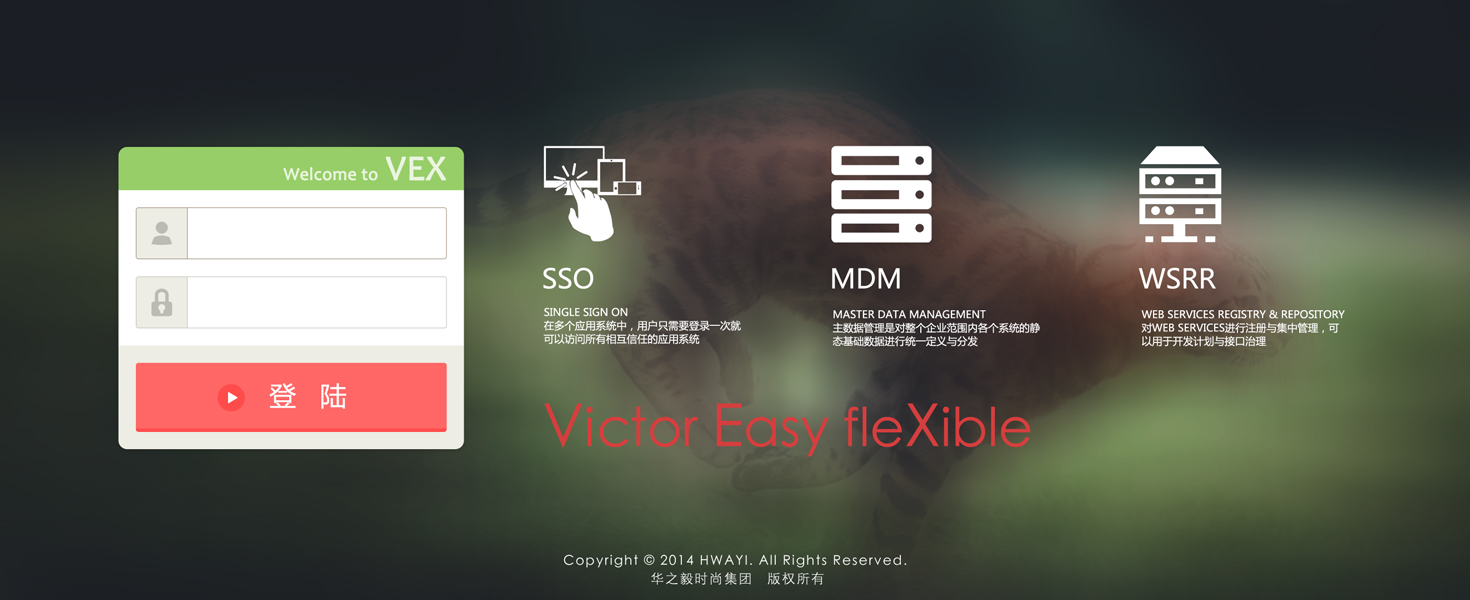 Welcome to VEX
登 陆
SSO
SINGLE SIGN ON
在多个应用系统中，用户只需要登录一次就
可以访问所有相互信任的应用系统
MDM
MASTER DATA MANAGEMENT
主数据管理是对整个企业范围内各个系统的静
态基础数据进行统一定义与分发
WSRR
WEB SERVICES REGISTRY & REPOSITORY
对WEB SERVICES进行注册与集中管理，可
以用于开发计划与接口治理
Victor Easy fleXible
Copyright © 2014 HWAYI. All Rights Reserved.
华之毅时尚集团 版权所有